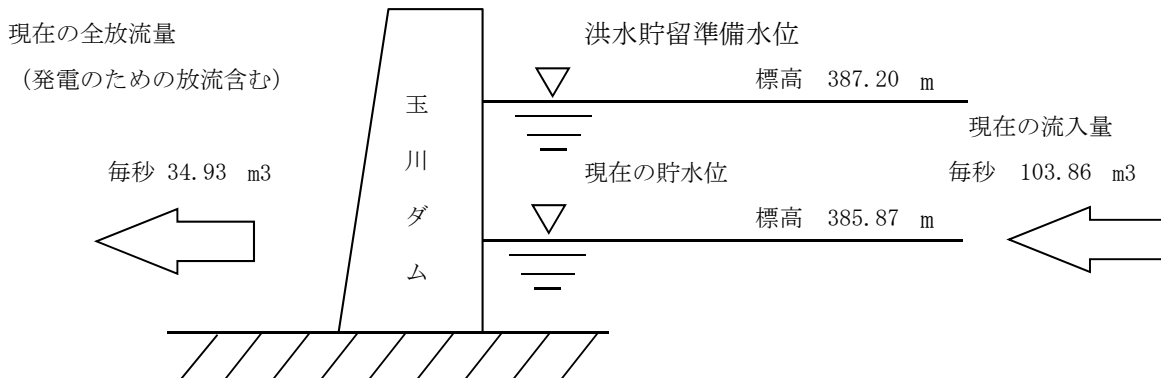 現在の全放流量
（発電のための放流含む）
毎秒 34.93 m3
玉川ダム
洪水貯留準備水位
標高 387.20 m
現在の貯水位
標高 385.87 m
現在の流入量
毎秒 103.86 m3